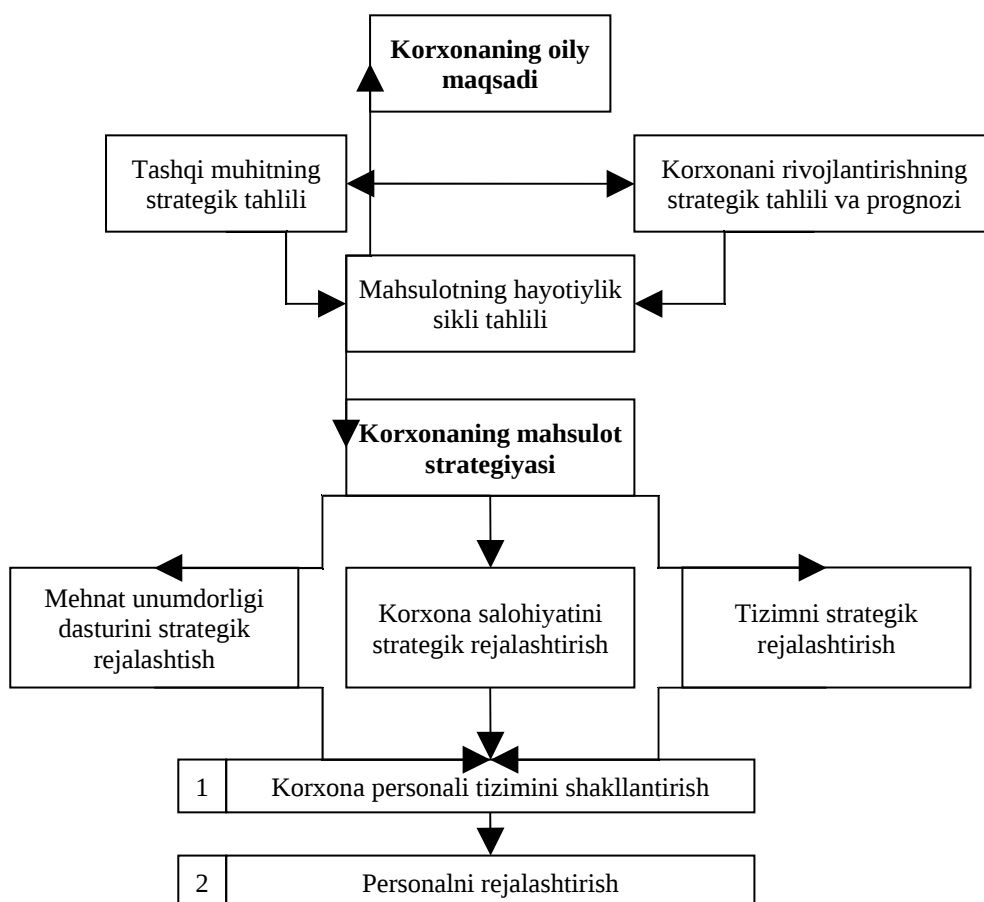 Korxonaning oily
maqsadi
Tashqi muhitning
strategik tahlili
Korxonani rivojlantirishning
strategik tahlili va prognozi
Mahsulotning hayotiylik
sikli tahlili
Korxonaning mahsulot
strategiyasi
Mehnat unumdorligi
dasturini strategik
rejalashtish
Korxona salohiyatini
strategik rejalashtirish
Tizimni strategik
rejalashtirish
1 Korxona personali tizimini shakllantirish
2 Personalni rejalashtirish